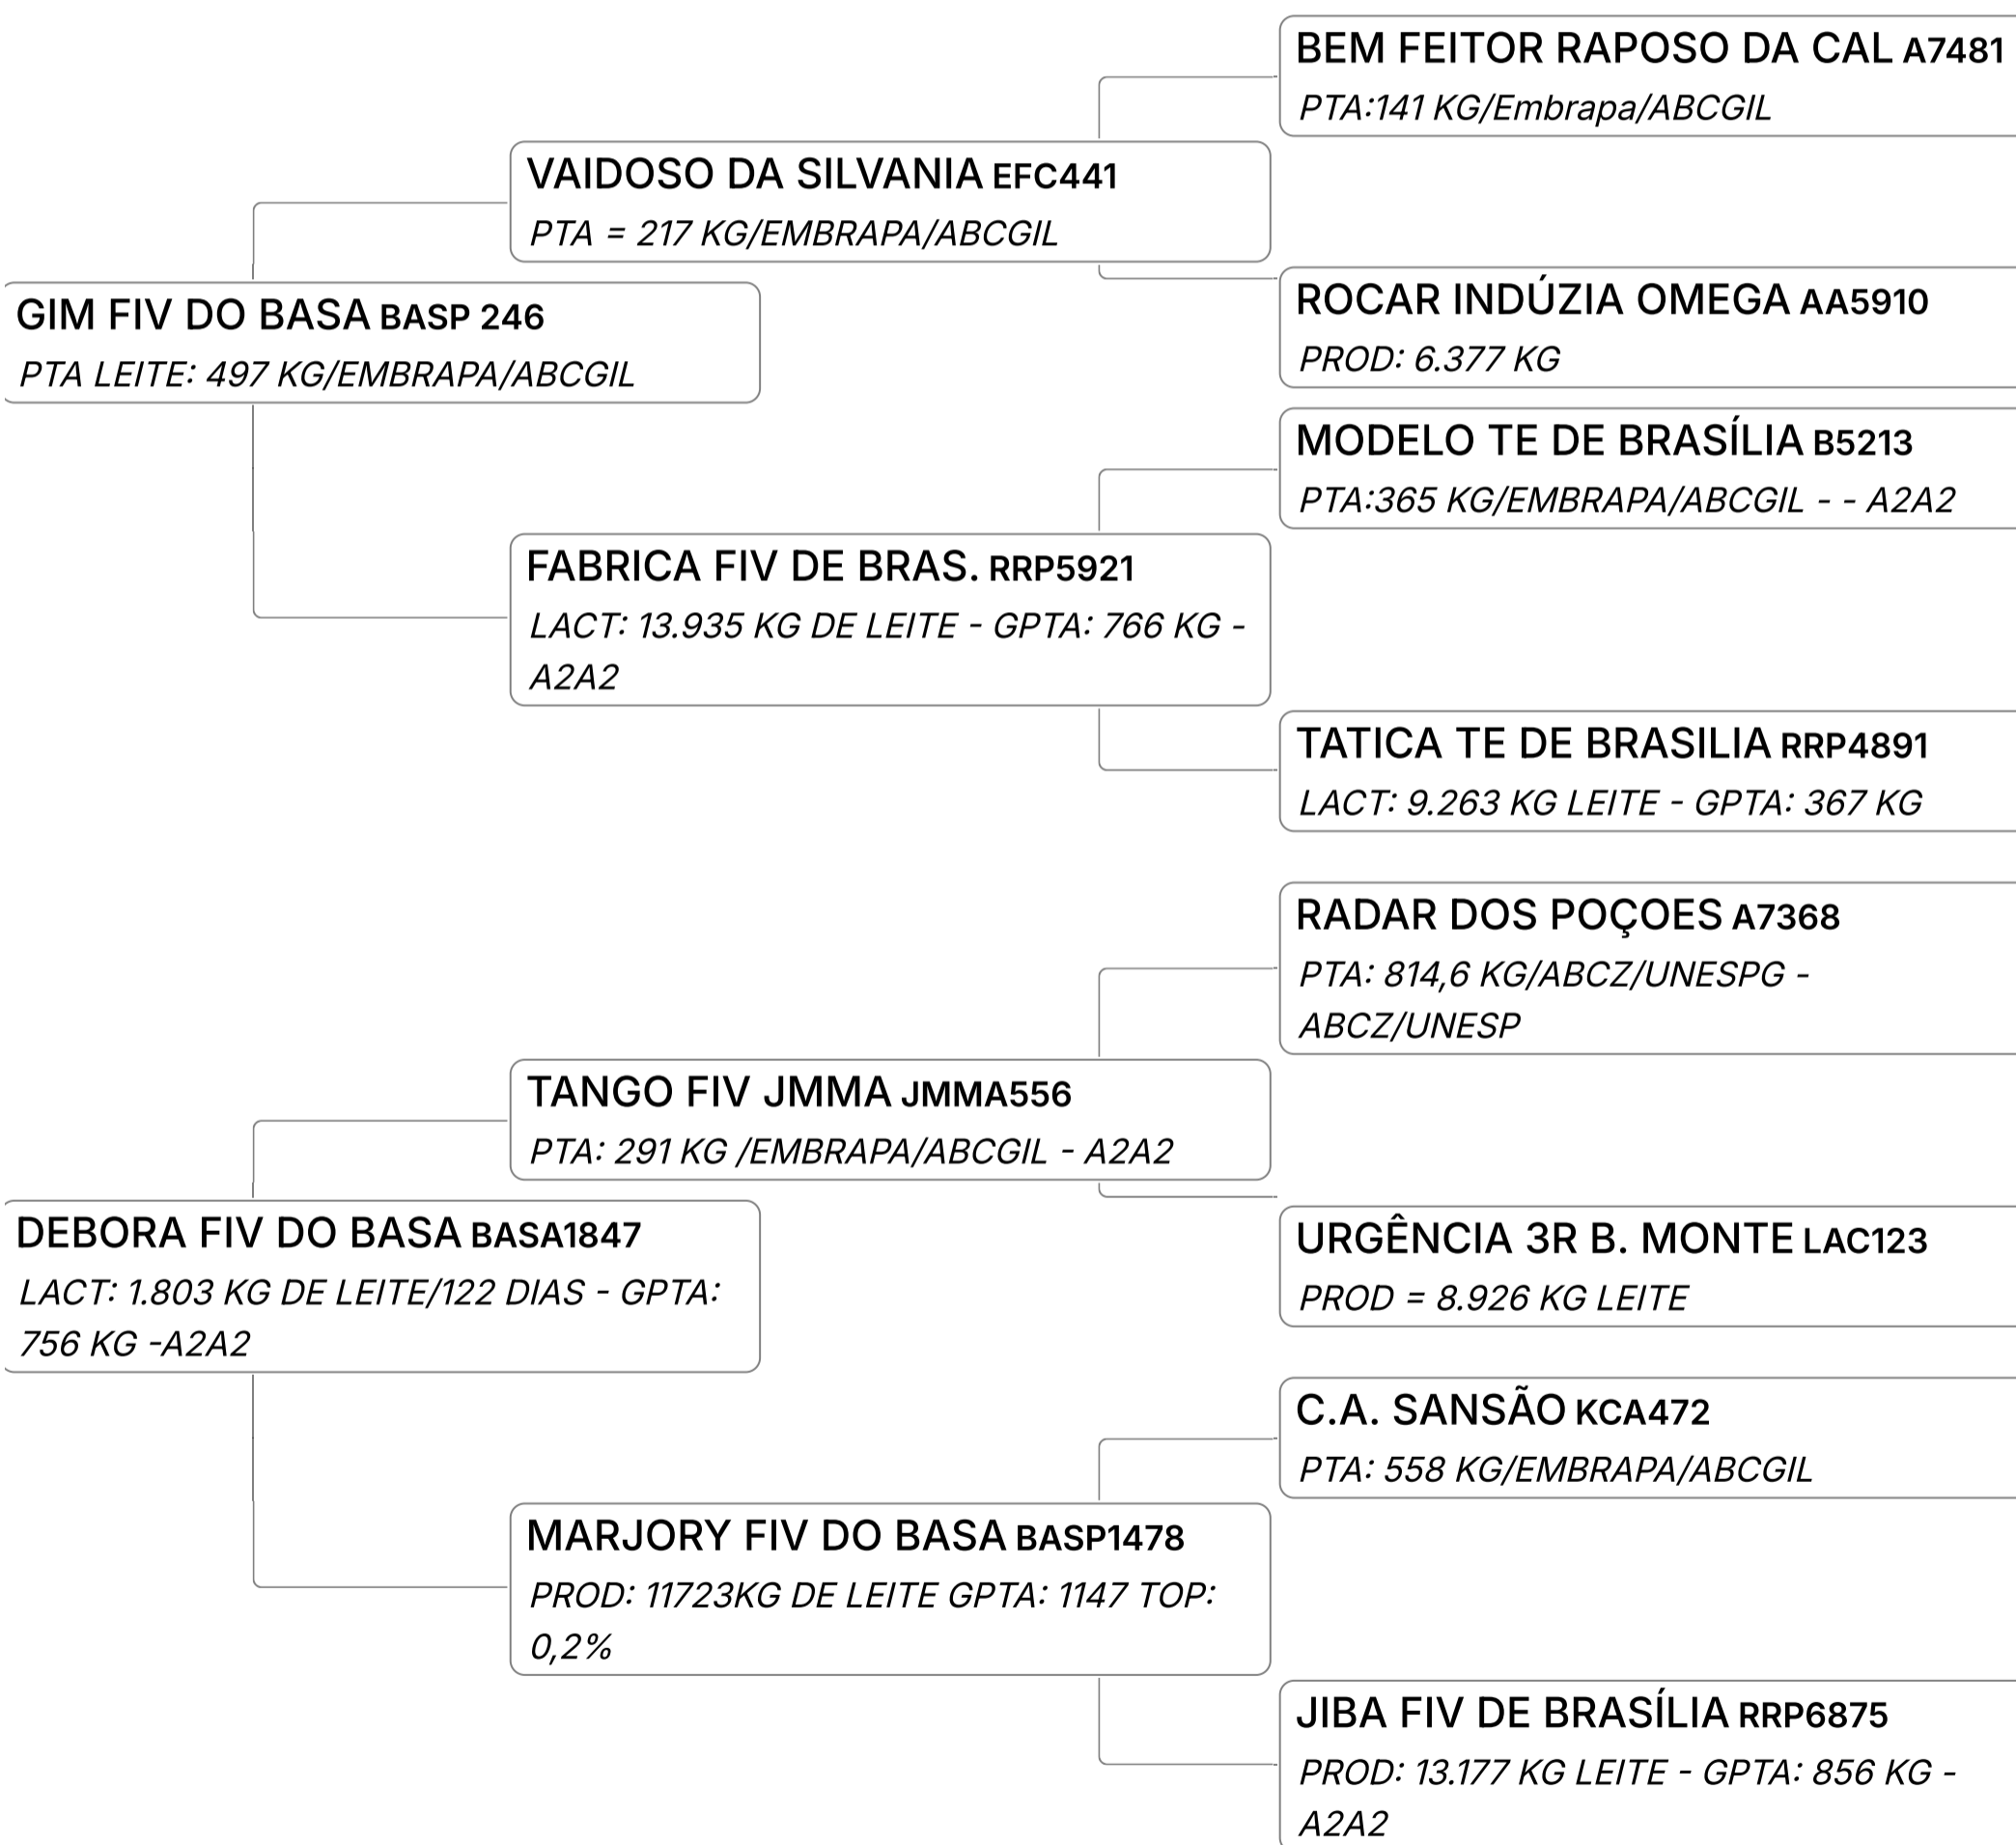 BEM FEITOR RAPOSO DA CAL A7481
PTA:141 KG/Embrapa/ABCGIL
VAIDOSO DA SILVANIA EFC441
PTA = 217 KG/EMBRAPA/ABCGIL
ROCAR INDÚZIA OMEGA AA5910
PROD: 6.377 KG
GIM FIV DO BASA BASP 246
PTA LEITE: 497 KG/EMBRAPA/ABCGIL
MODELO TE DE BRASÍLIA B5213
PTA:365 KG/EMBRAPA/ABCGIL - - A2A2
FABRICA FIV DE BRAS. RRP5921
LACT: 13.935 KG DE LEITE - GPTA: 766 KG -
A2A2
TATICA TE DE BRASILIA RRP4891
LACT: 9.263 KG LEITE - GPTA: 367 KG
RADAR DOS POÇOES A7368
PTA: 814,6 KG/ABCZ/UNESPG -
ABCZ/UNESP
TANGO FIV JMMA JMMA556
PTA: 291 KG /EMBRAPA/ABCGIL - A2A2
URGÊNCIA 3R B. MONTE LAC123
PROD = 8.926 KG LEITE
DEBORA FIV DO BASA BASA1847
LACT: 1.803 KG DE LEITE/122 DIAS - GPTA:
756 KG -A2A2
C.A. SANSÃO KCA472
PTA: 558 KG/EMBRAPA/ABCGIL
MARJORY FIV DO BASA BASP1478
PROD: 11723KG DE LEITE GPTA: 1147 TOP:
0,2%
JIBA FIV DE BRASÍLIA RRP6875
PROD: 13.177 KG LEITE - GPTA: 856 KG -
A2A2